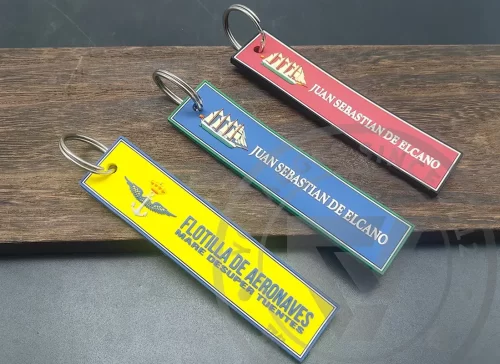 JUAN SEBASTIAN DE ELCANO
JUAN SEBASTIAN DE ELCANO
FLOTILLA DE AERONAVES
MARE DESUPER TUENTES